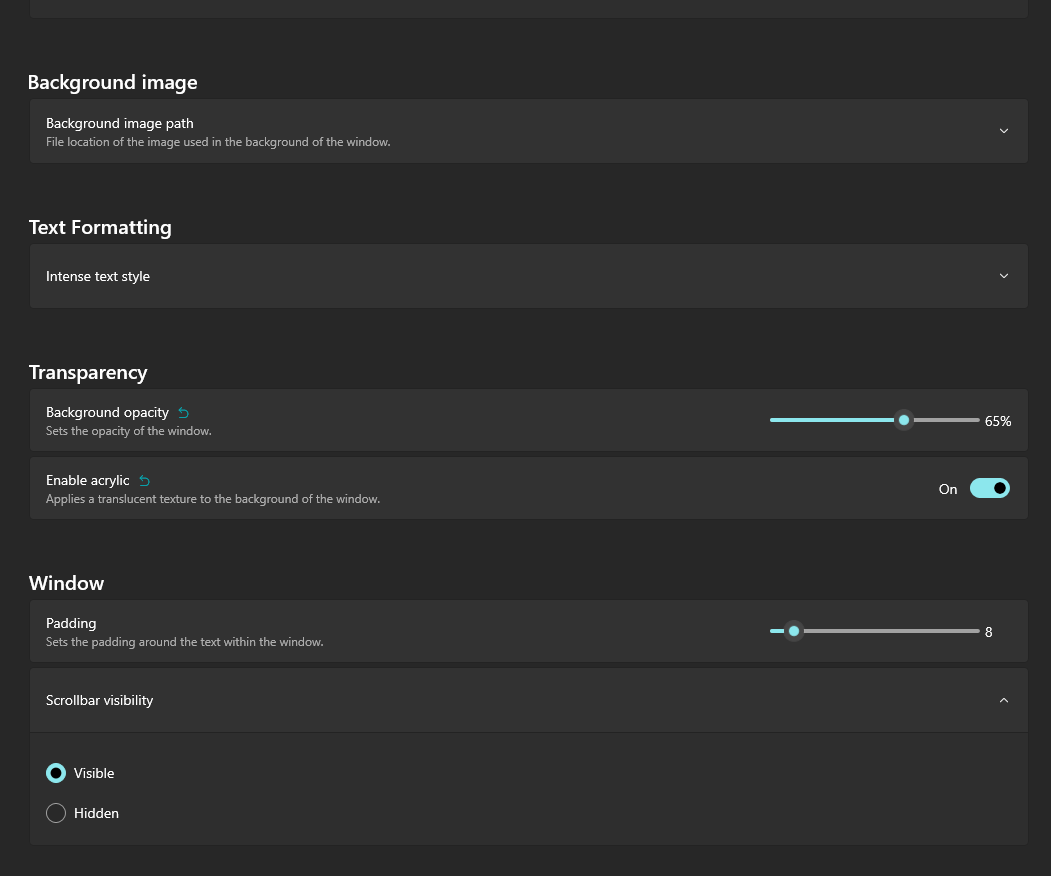 Background image
Background image path
File location of the image used in the background of the window.
Text Formatting
Intense text style
Transparency
Background opacity
Sets the opacity of the window.
65%
Enable acrylic
Applies a translucent texture to the background of the window.
On
Window
Padding
Sets the padding around the text within the window.
8
Scrollbar visibility
Visible
Hidden